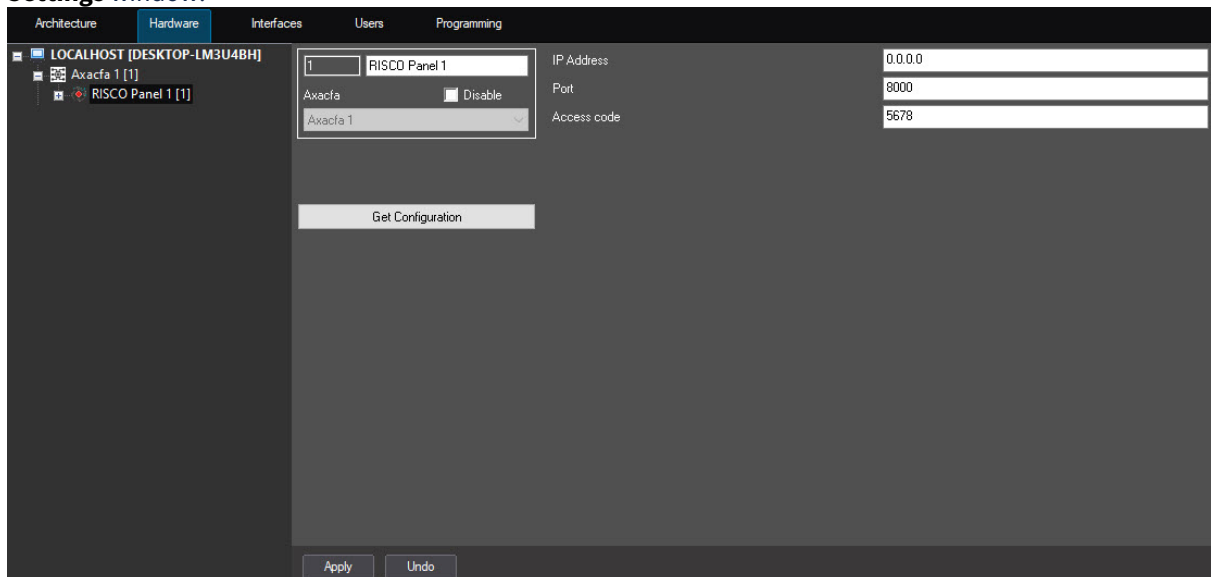 Settings window.
Architecture Hardware Interfaces Users Programming
LOCALHOST [DESKTOP-LM3U4BH]
Axacfa 1 [1]
RISCO Panel 1 [1]
1 RISCO Panel 1
Axacfa Disable
Axacfa 1
Get Configuration
IP Address 0.0.0.0
Port 8000
Access code 5678
Apply Undo